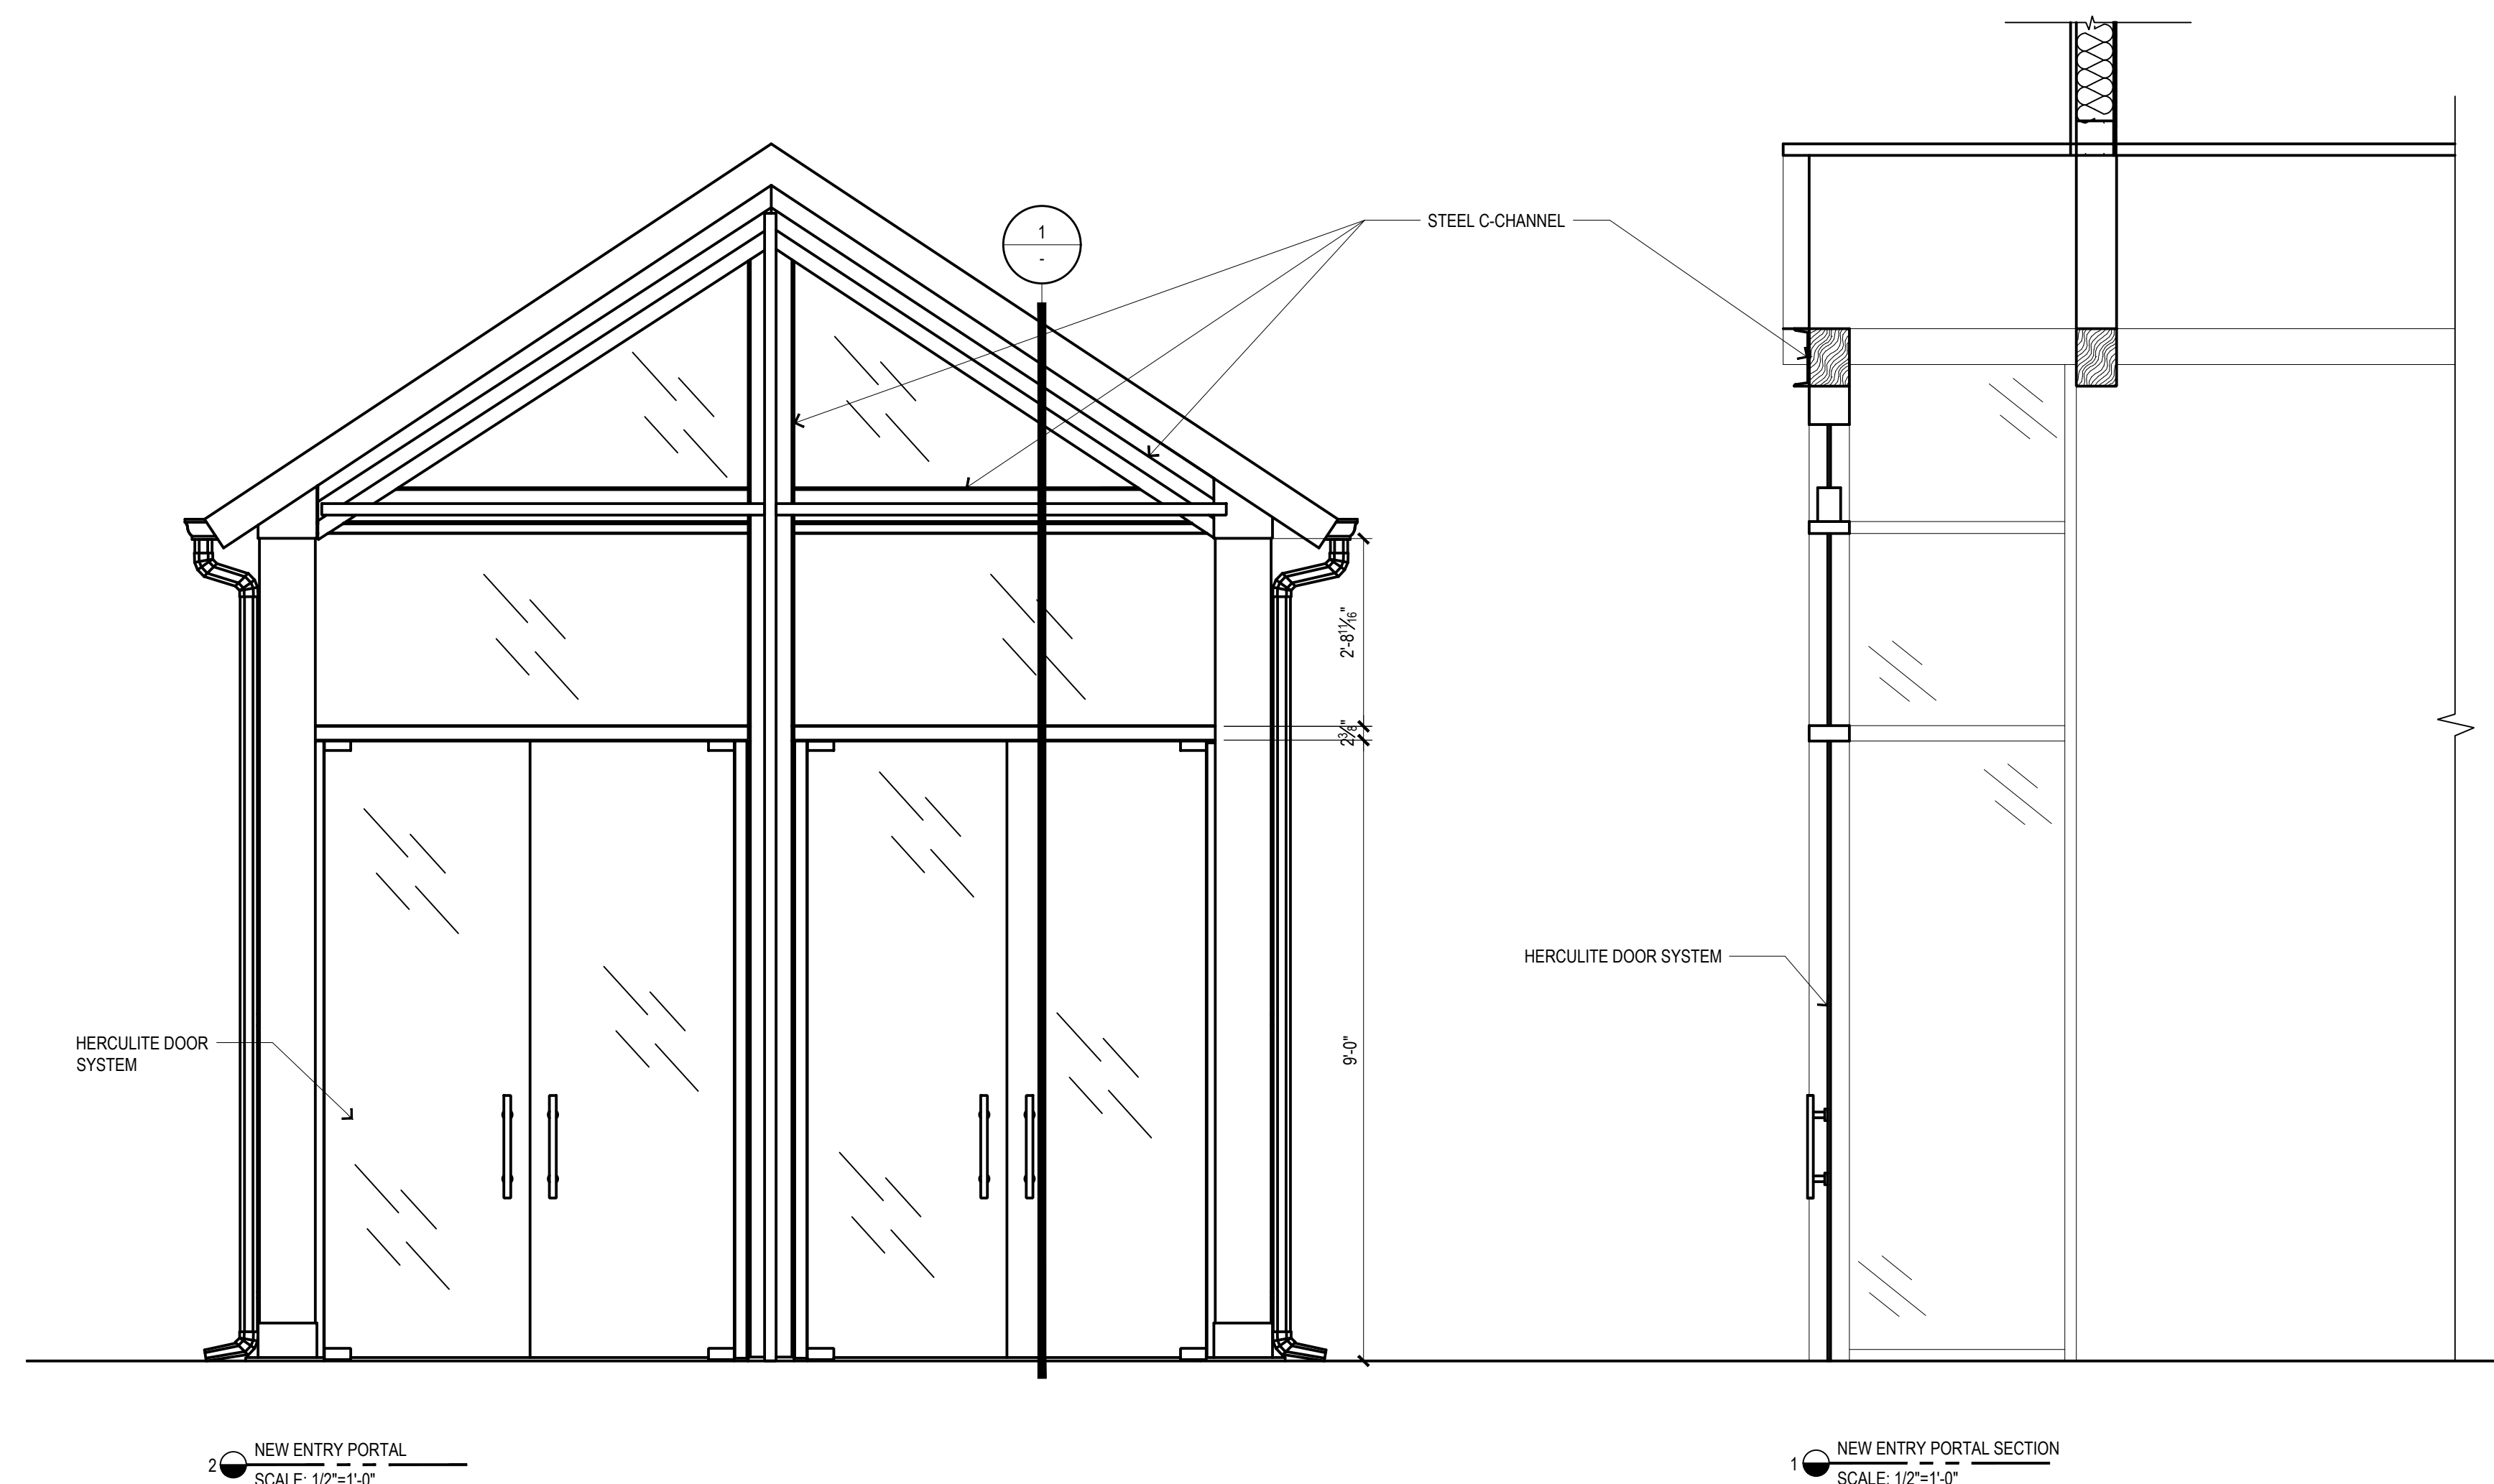 1
-
STEEL C-CHANNEL
2'-8 11/16"
2 3/8"
9'-0"
HERCULITE DOOR SYSTEM
HERCULITE DOOR
SYSTEM
2
NEW ENTRY PORTAL
SCALE: 1/2"=1'-0"
1
NEW ENTRY PORTAL SECTION
SCALE: 1/2"=1'-0"